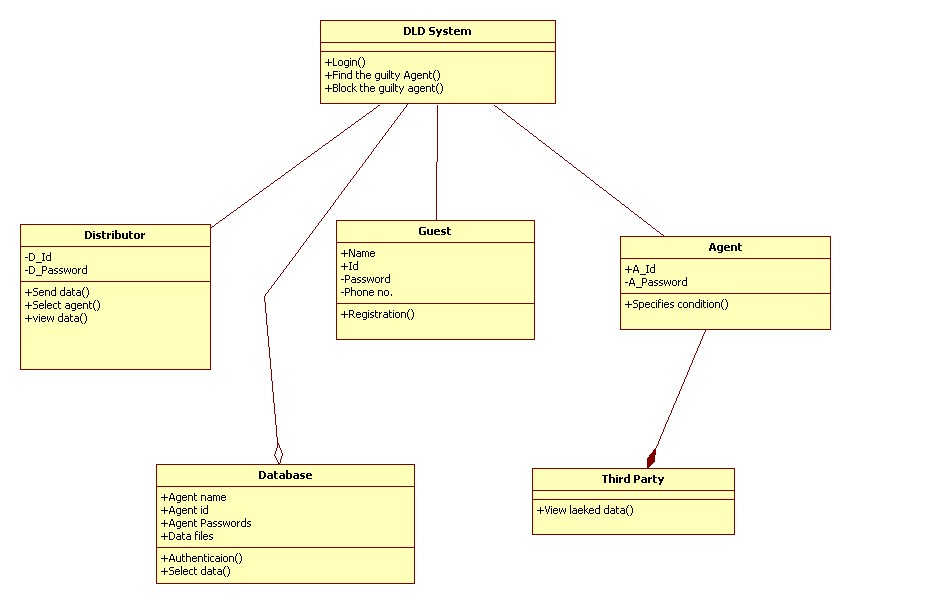 DLD System
+Login()
+Find the guilty Agent()
+Block the guilty agent()
Distributor
-D_Id
-D_Password
+Send data()
+Select agent()
+view data()
Guest
+Name
+Id
-Password
-Phone no.
+Registration()
Agent
+A_Id
-A_Password
+Specifies condition()
Database
+Agent name
+Agent id
+Agent Passwords
+Data files
+Authenticaion()
+Select data()
Third Party
+View laeked data()